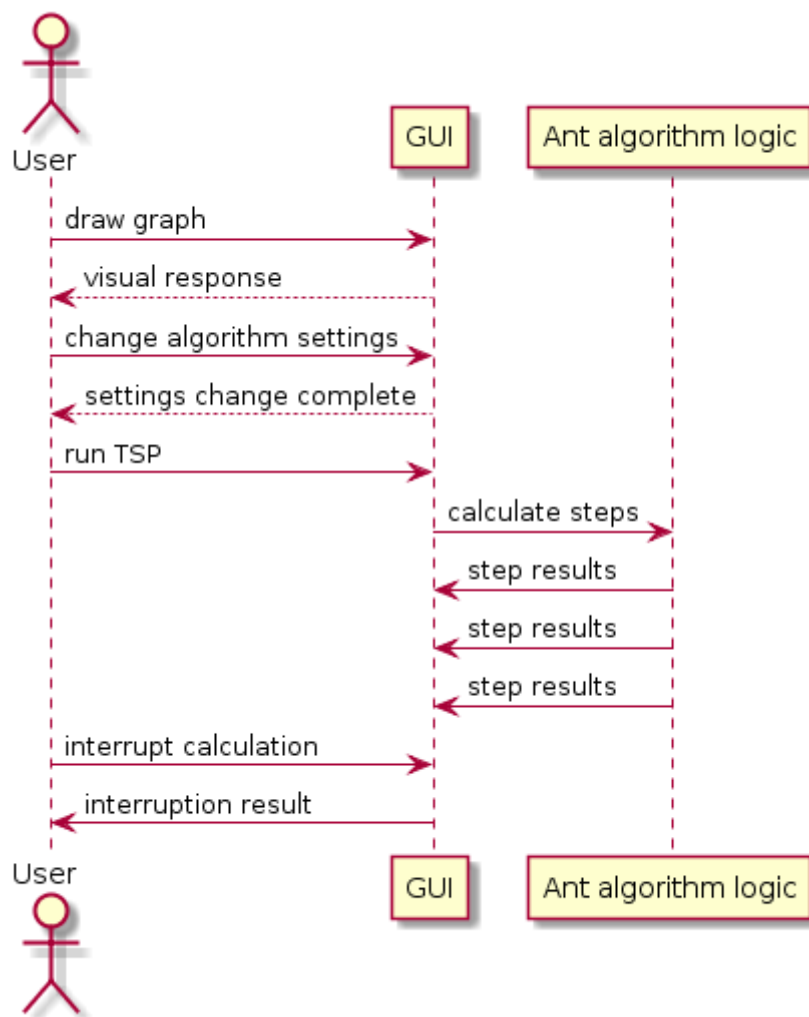 User
GUI
Ant algorithm logic
draw graph
visual response
change algorithm settings
settings change complete
run TSP
calculate steps
step results
step results
step results
interrupt calculation
interruption result
User
GUI
Ant algorithm logic